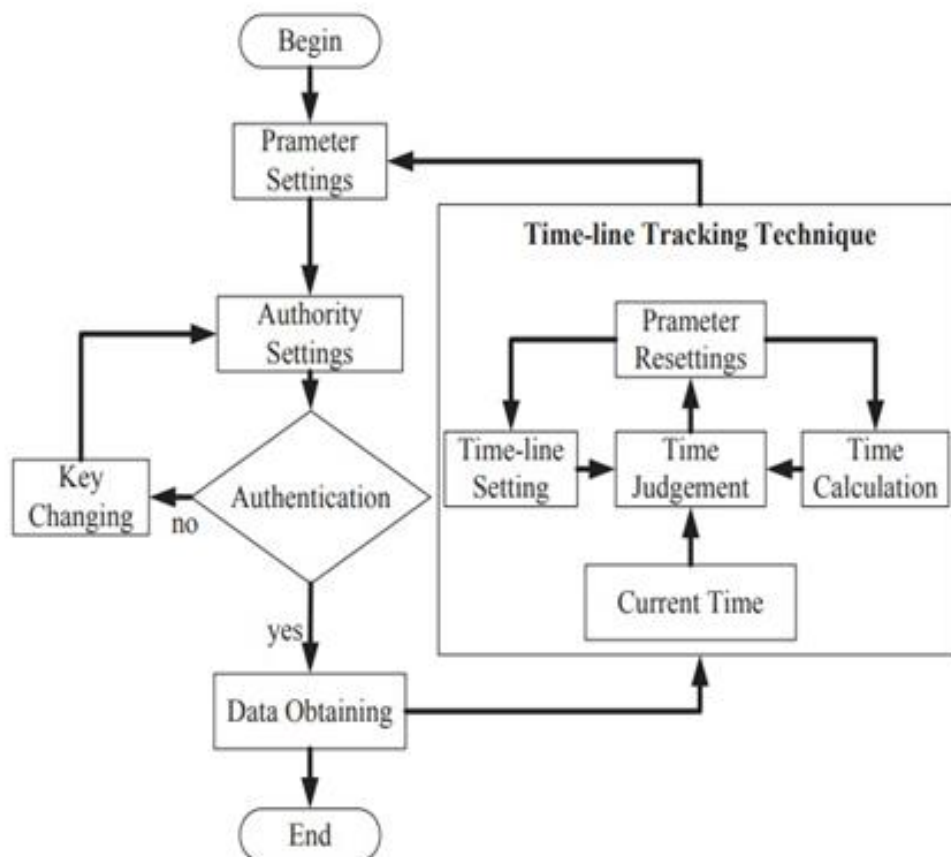 Begin
Prameter
Settings
Time-line Tracking Technique
Authority
Settings
Prameter
Resettings
Key
Changing
no
Authentication
Time-line
Setting
Time
Judgement
Time
Calculation
Current Time
yes
Data Obtaining
End